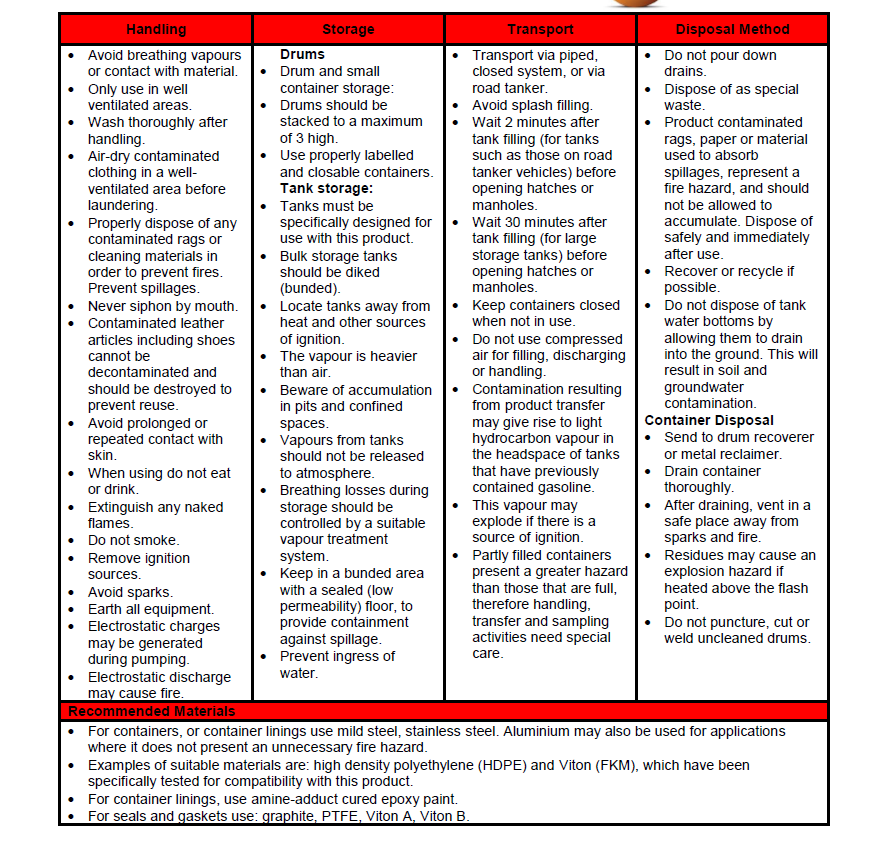 Handling
Storage
Transport
Disposal Method
• Avoid breathing vapours
or contact with material.
• Only use in well
ventilated areas.
• Wash thoroughly after
handling.
• Air-dry contaminated
clothing in a well-
ventilated area before
laundering.
• Properly dispose of any
contaminated rags or
cleaning materials in
order to prevent fires.
Prevent spillages.
• Never siphon by mouth.
• Contaminated leather
articles including shoes
cannot be
decontaminated and
should be destroyed to
prevent reuse.
• Avoid prolonged or
repeated contact with
skin.
• When using do not eat
or drink.
• Extinguish any naked
flames.
• Do not smoke.
• Remove ignition
sources.
• Avoid sparks.
• Earth all equipment.
• Electrostatic charges
may be generated
during pumping.
• Electrostatic discharge
may cause fire.
Drums
• Drum and small
container storage:
• Drums should be
stacked to a maximum
of 3 high.
• Use properly labelled
and closable containers.
Tank storage:
• Tanks must be
specifically designed for
use with this product.
• Bulk storage tanks
should be diked
(bunded).
• Locate tanks away from
heat and other sources
of ignition.
• The vapour is heavier
than air.
• Beware of accumulation
in pits and confined
spaces.
• Vapours from tanks
should not be released
to atmosphere.
• Breathing losses during
storage should be
controlled by a suitable
vapour treatment
system.
• Keep in a bunded area
with a sealed (low
permeability) floor, to
provide containment
against spillage.
• Prevent ingress of
water.
• Transport via piped,
closed system, or via
road tanker.
• Avoid splash filling.
• Wait 2 minutes after
tank filling (for tanks
such as those on road
tanker vehicles) before
opening hatches or
manholes.
• Wait 30 minutes after
tank filling (for large
storage tanks) before
opening hatches or
manholes.
• Keep containers closed
when not in use.
• Do not use compressed
air for filling, discharging
or handling.
• Contamination resulting
from product transfer
may give rise to light
hydrocarbon vapour in
the headspace of tanks
that have previously
contained gasoline.
• This vapour may
explode if there is a
source of ignition.
• Partly filled containers
present a greater hazard
than those that are full,
therefore handling,
transfer and sampling
activities need special
care.
• Do not pour down
drains.
• Dispose of as special
waste.
• Product contaminated
rags, paper or material
used to absorb
spillages, represent a
fire hazard, and should
not be allowed to
accumulate. Dispose of
safely and immediately
after use.
• Recover or recycle if
possible.
• Do not dispose of tank
water bottoms by
allowing them to drain
into the ground. This will
result in soil and
groundwater
contamination.
Container Disposal
• Send to drum recoverer
or metal reclaimer.
• Drain container
thoroughly.
• After draining, vent in a
safe place away from
sparks and fire.
• Residues may cause an
explosion hazard if
heated above the flash
point.
• Do not puncture, cut or
weld uncleaned drums.
Recommended Materials
• For containers, or container linings use mild steel, stainless steel. Aluminium may also be used for applications
where it does not present an unnecessary fire hazard.
• Examples of suitable materials are: high density polyethylene (HDPE) and Viton (FKM), which have been
specifically tested for compatibility with this product.
• For container linings, use amine-adduct cured epoxy paint.
• For seals and gaskets use: graphite, PTFE, Viton A, Viton B.